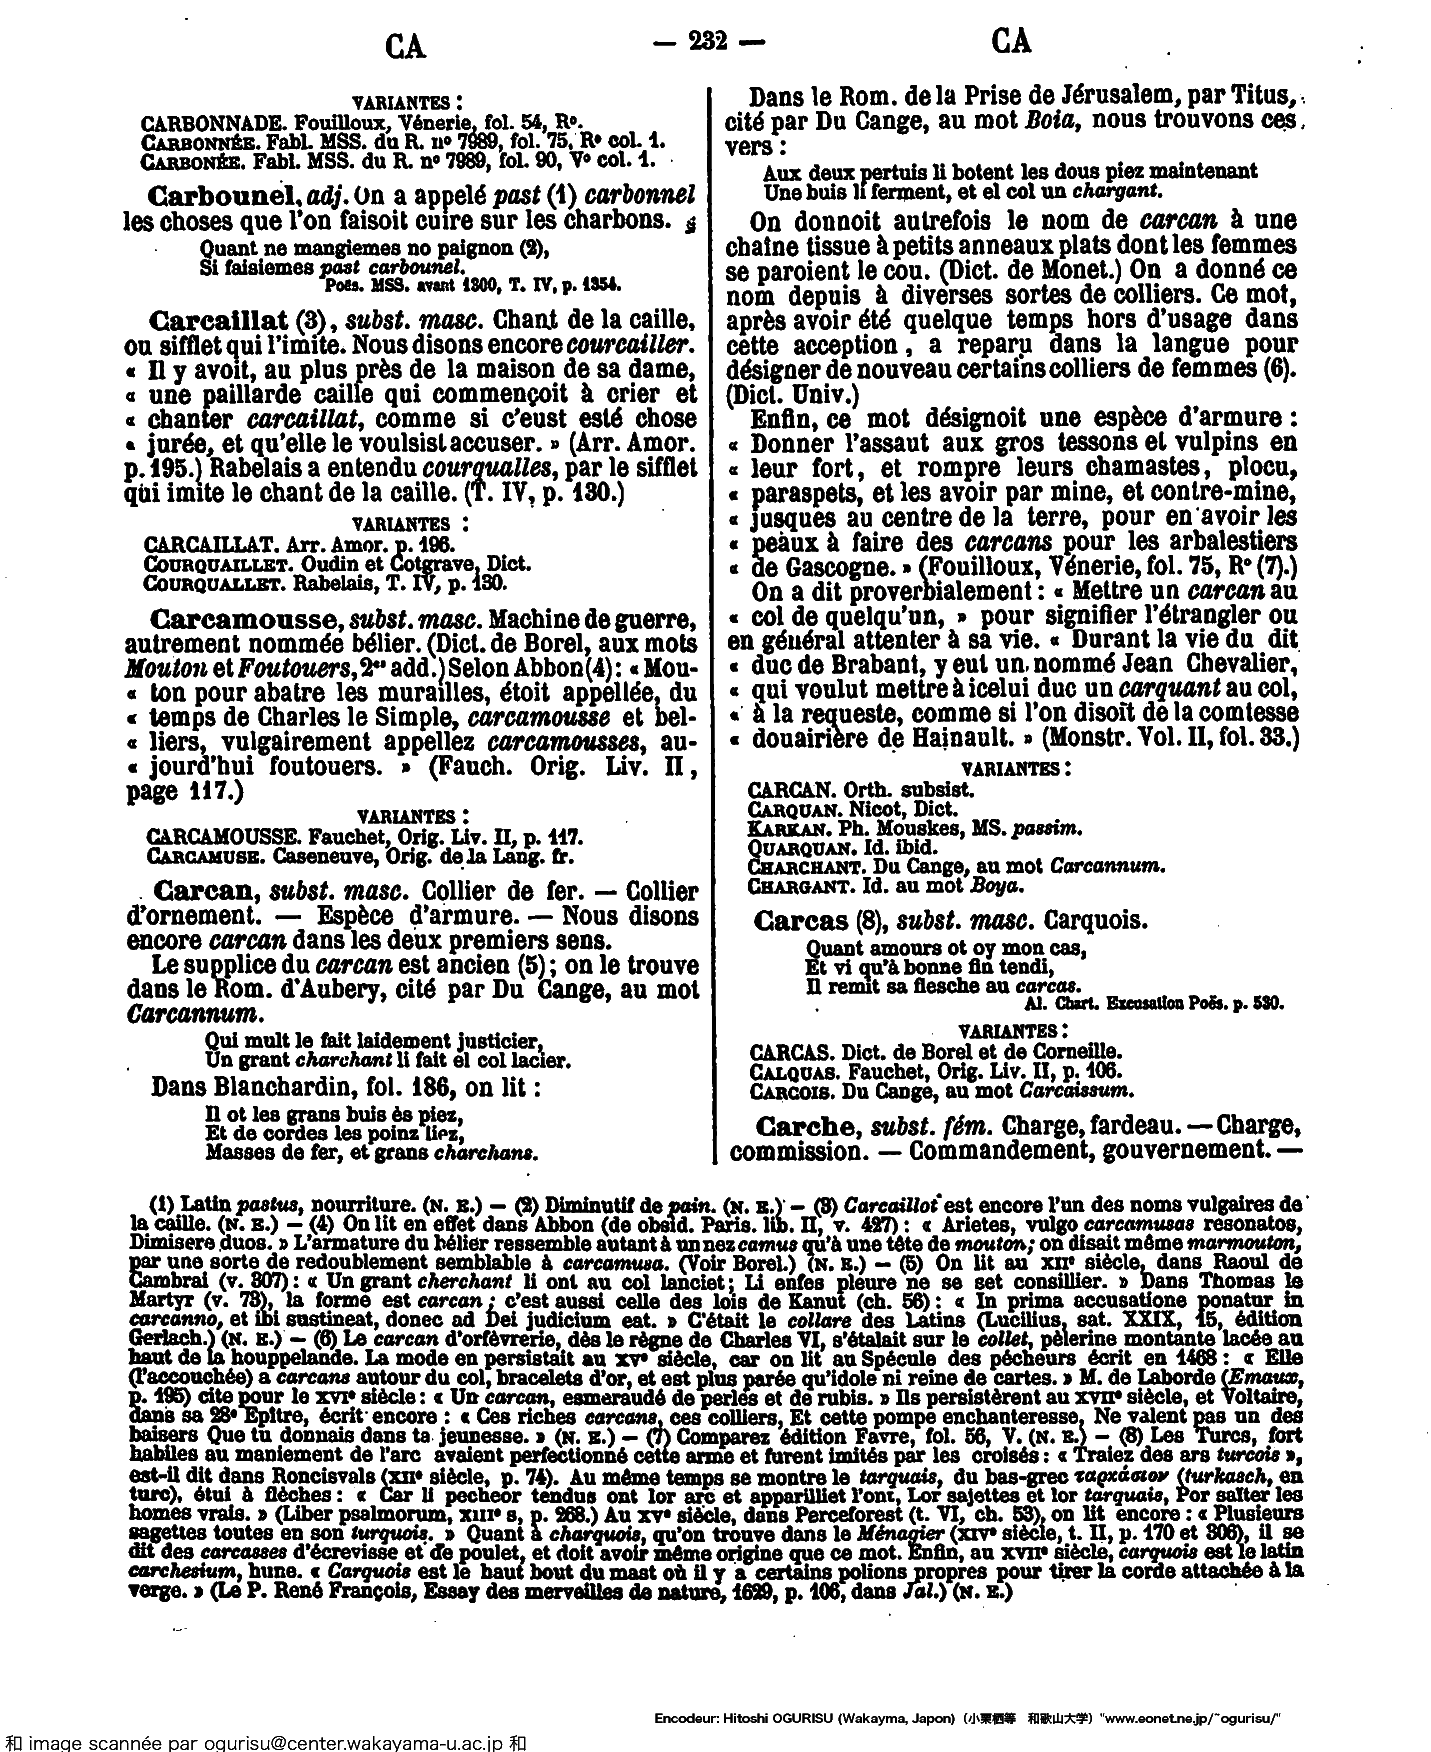 CA
— 232 —
CA
VARIANTES :
CARBONNADE. Fouilloux, Vénerie, fol. 54, Rº.
CARBONNÉE. Fabl. MSS. du R. nº 7989, fol. 75, Rº col. 1.
CARBONÉE. Fabl. MSS. du R. nº 7989, fol. 90, Vº col. 1.
Carbounel, adj. On a appelé past (1) carbonnel
les choses que l'on faisoit cuire sur les charbons.
Quant ne mangiemes no paignon (2),
Si faisiemes past carbounel.
Poës. MSS. avant 1300, T. IV, p. 1354.
Carcaillat (3), subst. masc. Chant de la caille,
ou sifflet qui l'imite. Nous disons encore courcailler.
« Il y avoit, au plus près de la maison de sa dame,
« une paillarde caille qui commençoit à crier et
« chanter carcaillat, comme si c'eust esté chose
« jurée, et qu'elle le voulsist accuser. » (Arr. Amor.
p. 195.) Rabelais a entendu courqualles, par le sifflet
qui imite le chant de la caille. (T. IV, p. 130.)
VARIANTES :
CARCAILLAT. Arr. Amor. p. 196.
COURQUAILLET. Oudin et Cotgrave, Dict.
COURQUALLET. Rabelais, T. IV, p. 130.
Carcamousse, subst. masc. Machine de guerre,
autrement nommée bélier. (Dict. de Borel, aux mots
Mouton et Foutouers, 2es add.) Selon Abbon (4) : « Mou-
« ton pour abatre les murailles, étoit appellée, du
« temps de Charles le Simple, carcamousse et bel-
« liers, vulgairement appellez carcamousses, au-
« jourd'hui foutouers. » (Fauch. Orig. Liv. II,
page 117.)
VARIANTES :
CARCAMOUSSE. Fauchet, Orig. Liv. II, p. 117.
CARCAMUSE. Caseneuve, Orig. de la Lang. fr.
Carcan, subst. masc. Collier de fer. — Collier
d'ornement. — Espèce d'armure. — Nous disons
encore carcan dans les deux premiers sens.
Le supplice du carcan est ancien (5); on le trouve
dans le Rom. d'Aubery, cité par Du Cange, au mot
Carcannum.
Qui mult le fait laidement justicier,
Un grant charchant li fait el col lacier.
Dans Blanchardin, fol. 186, on lit :
Il ot les grans buis ès piez,
Et de cordes les poinz liez,
Masses de fer, et grans charchans.
Dans le Rom. de la Prise de Jérusalem, par Titus,
cité par Du Cange, au mot Boia, nous trouvons ces
vers :
Aux deux pertuis li botent les dous piez maintenant
Une buis li ferment, et el col un chargant.
On donnoit autrefois le nom de carcan à une
chaîne tissue à petits anneaux plats dont les femmes
se paroient le cou. (Dict. de Monet.) On a donné ce
nom depuis à diverses sortes de colliers. Ce mot,
après avoir été quelque temps hors d'usage dans
cette acception, a reparu dans la langue pour
désigner de nouveau certains colliers de femmes (6).
(Dict. Univ.)
Enfin, ce mot désignoit une espèce d'armure :
« Donner l'assaut aux gros tessons et vulpins en
« leur fort, et rompre leurs chamastes, plocu,
« paraspets, et les avoir par mine, et contre-mine,
« jusques au centre de la terre, pour en avoir les
« peaux à faire des carcans pour les arbalestiers
« de Gascogne. » (Fouilloux, Vénerie, fol. 75, Rº (7).)
On a dit proverbialement : « Mettre un carcan au
« col de quelqu'un, » pour signifier l'étrangler ou
en général attenter à sa vie. « Durant la vie du dit
« duc de Brabant, y eut un nommé Jean Chevalier,
« qui voulut mettre à icelui duc un carquant au col,
« à la requeste, comme si l'on disoit de la comtesse
« douairière de Hainault. » (Monstr. Vol. II, fol. 33.)
VARIANTES :
CARCAN. Orth. subsist.
CARQUAN. Nicot, Dict.
KARKAN. Ph. Mouskes, MS. passim.
QUARQUAN. Id. ibid.
CHARCHANT. Du Cange, au mot Carcannum.
CHARGANT. Id. au mot Boya.
Carcas (8), subst. masc. Carquois.
Quant amours ot oy mon cas,
Et vi qu'à bonne fin tendi,
Il remit sa flesche au carcas.
Al. Chart. Excusation Poës. p. 530.
VARIANTES :
CARCAS. Dict. de Borel et de Corneille.
CALQUAS. Fauchet, Orig. Liv. II, p. 106.
CARCOIS. Du Cange, au mot Carcaissum.
Carche, subst. fém. Charge, fardeau. — Charge,
commission. — Commandement, gouvernement. —
(1) Latin pastus, nourriture. (N. E.) — (2) Diminutif de pain. (N. E.) — (3) Carcaillot est encore l'un des noms vulgaires de
la caille. (N. E.) — (4) On lit en effet dans Abbon (de obsid. Paris. lib. II, v. 427) : « Arietes, vulgo carcamusas resonatos,
Dimisere duos. » L'armature du bélier ressemble autant à un nez camus qu'à une tête de mouton; on disait même marmouton,
par une sorte de redoublement semblable à carcamusa. (Voir Borel.) (N. E.) — (5) On lit au XIIe siècle, dans Raoul de
Cambrai (v. 307) : « Un grant cherchant li ont au col lanciet; Li enfes pleure ne se set consillier. » Dans Thomas le
Martyr (v. 73), la forme est carcan; c'est aussi celle des lois de Kanut (ch. 56) : « In prima accusatione ponatur in
carcanno, et ibi sustineat, donec ad Dei judicium eat. » C'était le collare des Latins (Lucilius, sat. XXIX, 15, édition
Gerlach.) (N. E.) — (6) Le carcan d'orfèvrerie, dès le règne de Charles VI, s'étalait sur le collet, pèlerine montante lacée au
haut de la houppelande. La mode en persistait au XVe siècle, car on lit au Spécule des pécheurs écrit en 1468 : « Elle
(l'accouchée) a carcans autour du col, bracelets d'or, et est plus parée qu'idole ni reine de cartes. » M. de Laborde (Emaux,
p. 195) cite pour le XVIe siècle : « Un carcan, esmeraudé de perles et de rubis. » Ils persistèrent au XVIIe siècle, et Voltaire,
dans sa 28e Epître, écrit encore : « Ces riches carcans, ces colliers, Et cette pompe enchanteresse, Ne valent pas un des
baisers Que tu donnais dans ta jeunesse. » (N. E.) — (7) Comparez édition Favre, fol. 56, V. (N. E.) — (8) Les Turcs, fort
habiles au maniement de l'arc avaient perfectionné cette arme et furent imités par les croisés : « Traiez des ars turcois »,
est-il dit dans Roncisvals (XIIe siècle, p. 74). Au même temps se montre le tarquais, du bas-grec ταρχάσιον (turkasch, en
turc), étui à flèches : « Car li pecheor tendus ont lor arc et apparilliet l'ont, Lor sajettes et lor tarquais, Por saîter les
homes vrais. » (Liber psalmorum, XIIIe s, p. 268.) Au XVe siècle, dans Perceforest (t. VI, ch. 53), on lit encore : « Plusieurs
sagettes toutes en son turquois. » Quant à charquois, qu'on trouve dans le Ménagier (XIVe siècle, t. II, p. 170 et 306), il se
dit des carcasses d'écrevisse et de poulet, et doit avoir même origine que ce mot. Enfin, au XVIIe siècle, carquois est le latin
carchesium, hune. « Carquois est le haut bout du mast où il y a certains polions propres pour tirer la corde attachée à la
verge. » (Le P. René François, Essay des merveilles de nature, 1629, p. 106, dans Jal.) (N. E.)
Encodeur: Hitoshi OGURISU (Wakayma, Japon) (小栗栖等 和歌山大学) "www.eonet.ne.jp/~ogurisu/"
和 image scannée par ogurisu@center.wakayama-u.ac.jp 和